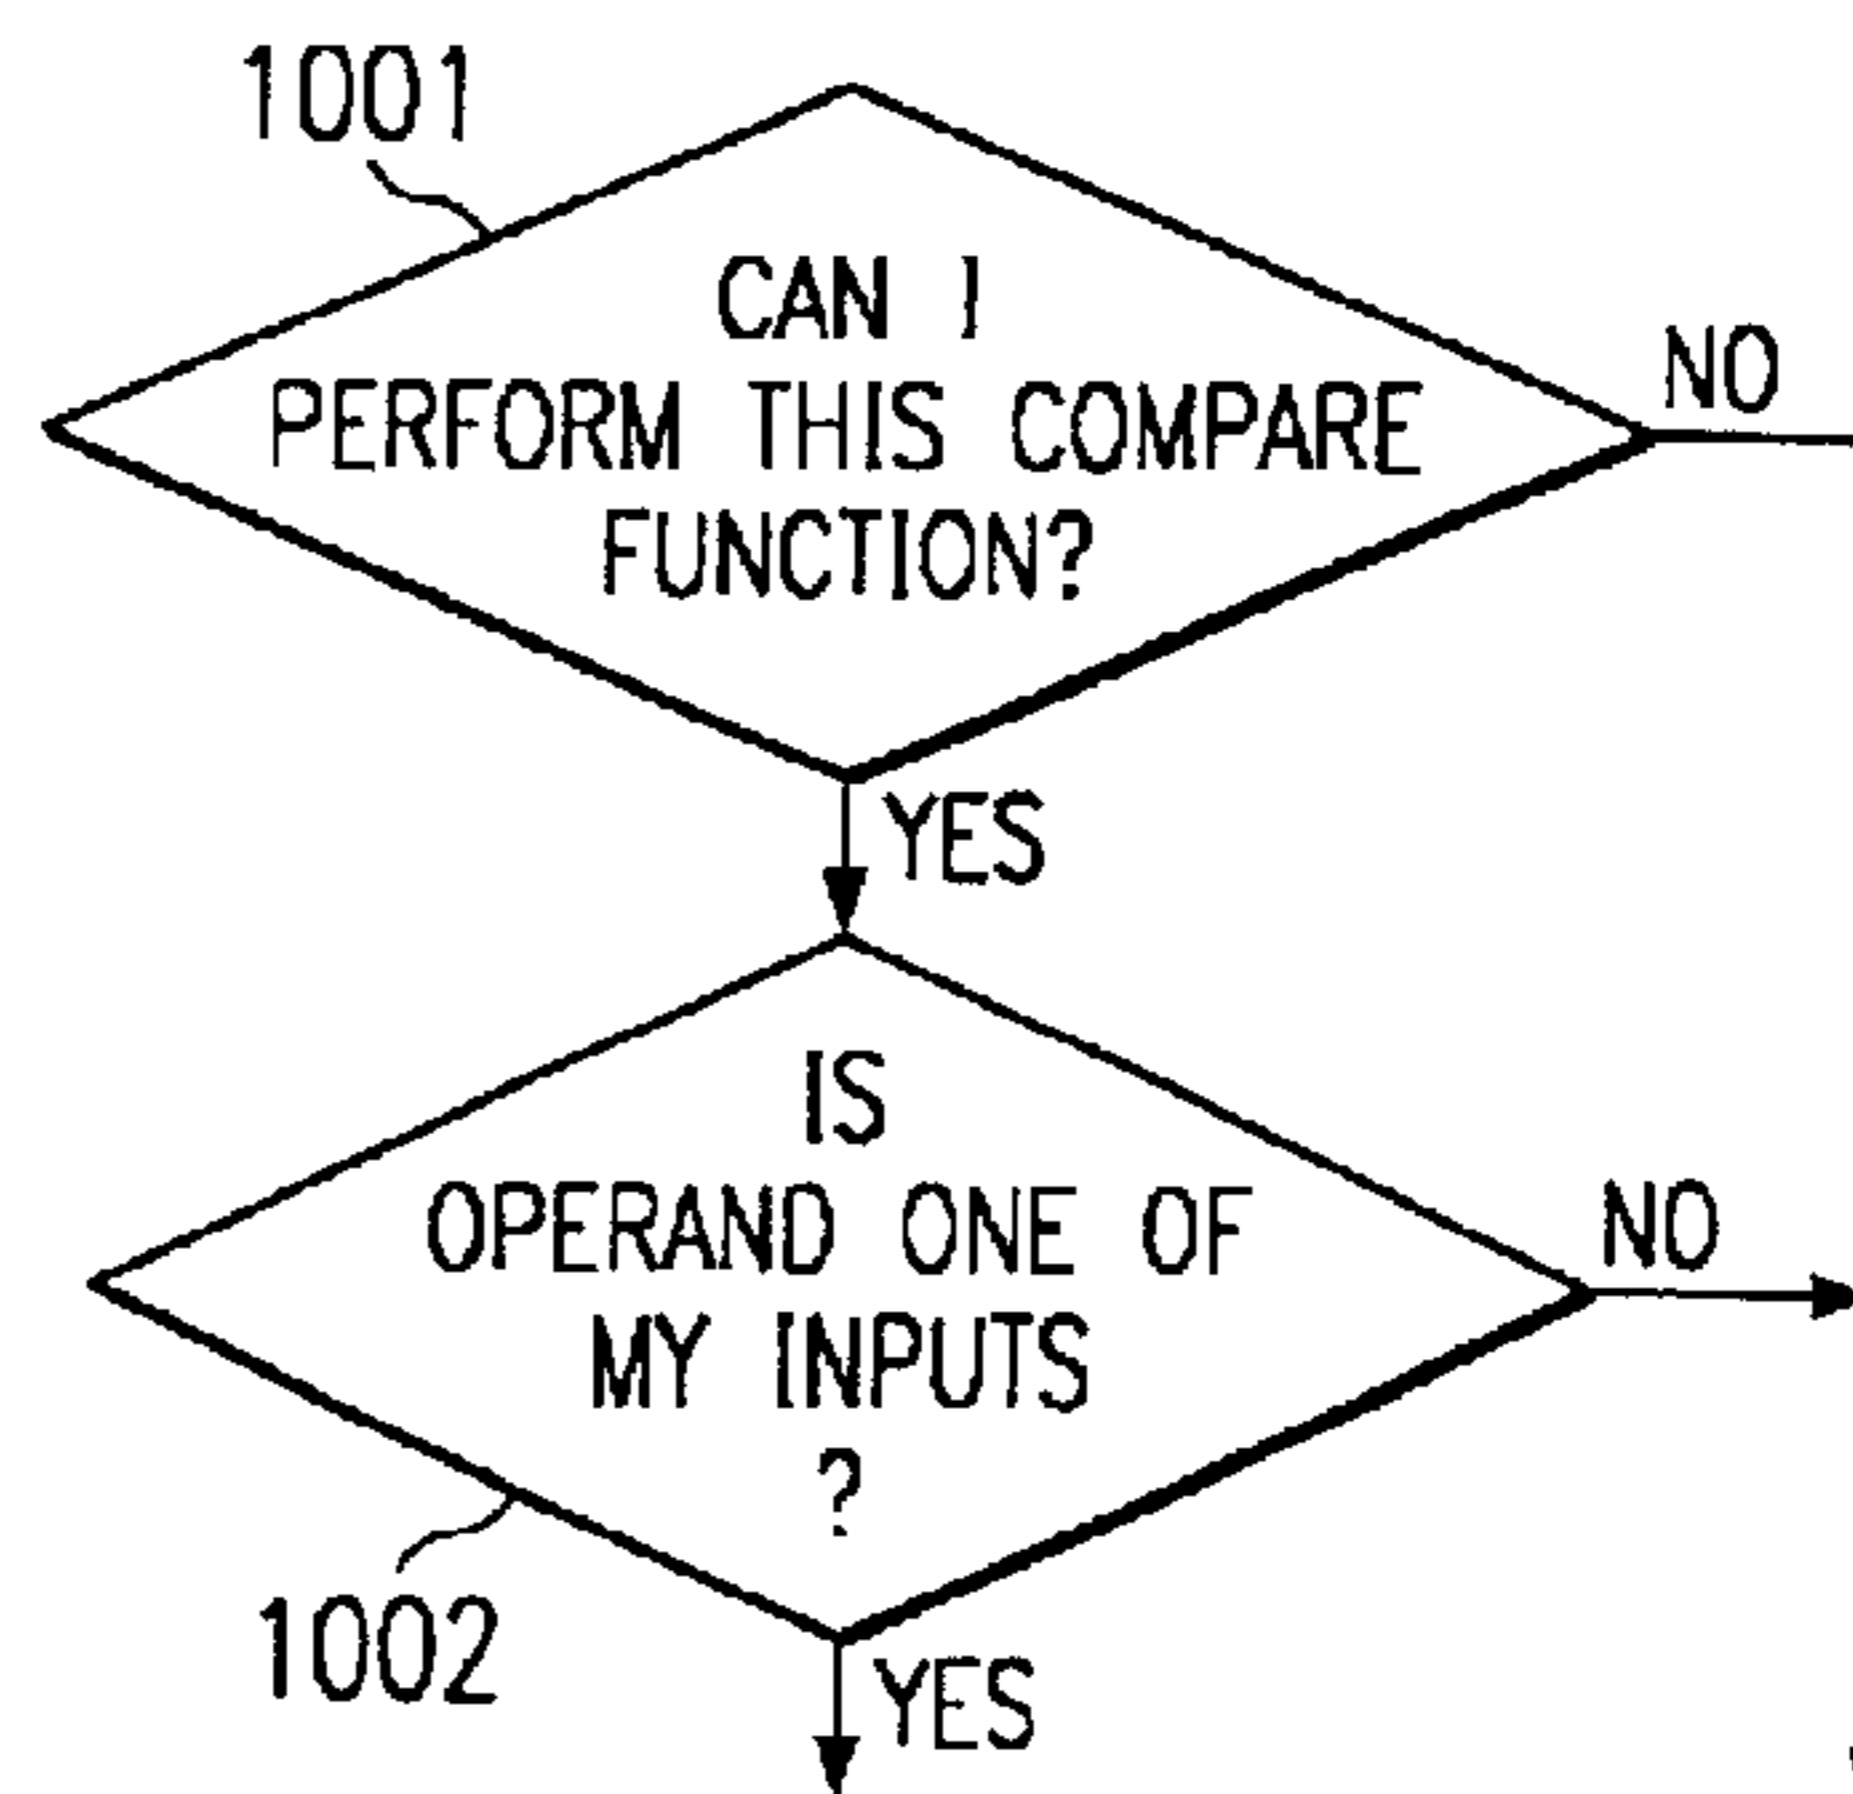 1001
CAN I
PERFORM THIS COMPARE
FUNCTION?
NO
YES
IS
OPERAND ONE OF
MY INPUTS
?
NO
1002
YES